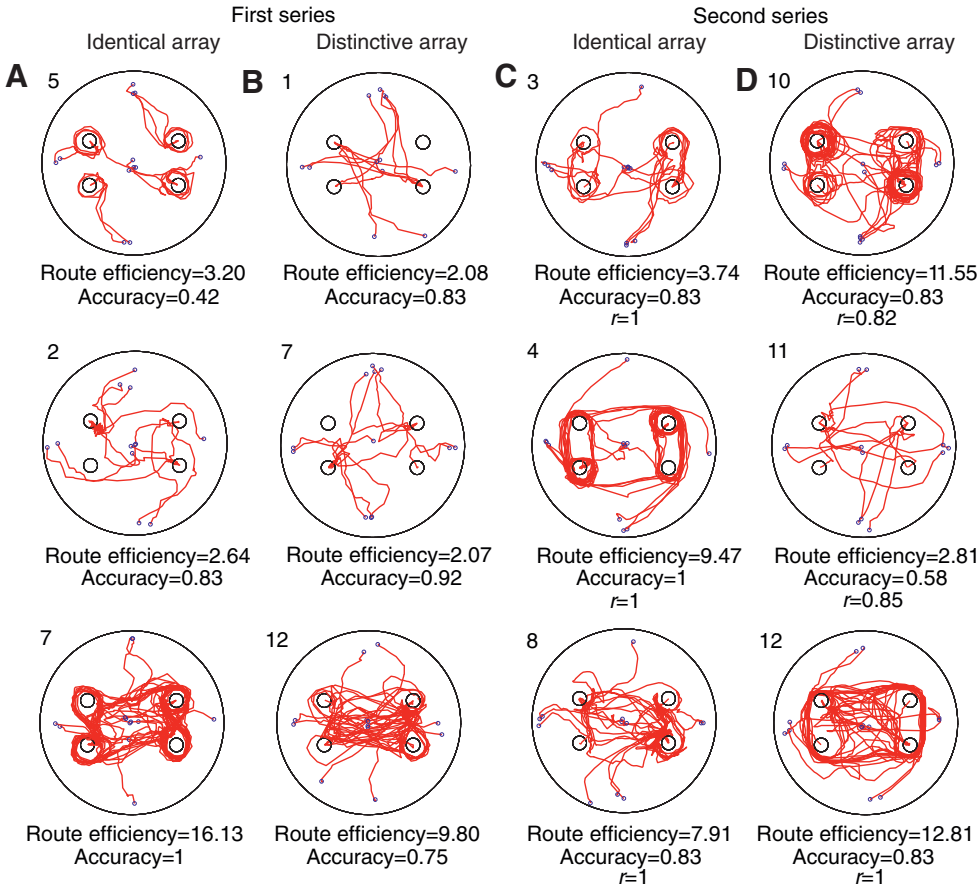 First series
Second series
Identical array
Distinctive array
Identical array
Distinctive array
A
B
C
D
5
1
3
10
Route efficiency=3.20
Accuracy=0.42
Route efficiency=2.08
Accuracy=0.83
Route efficiency=3.74
Accuracy=0.83
r=1
Route efficiency=11.55
Accuracy=0.83
r=0.82
2
7
4
11
Route efficiency=2.64
Accuracy=0.83
Route efficiency=2.07
Accuracy=0.92
Route efficiency=9.47
Accuracy=1
r=1
Route efficiency=2.81
Accuracy=0.58
r=0.85
7
12
8
12
Route efficiency=16.13
Accuracy=1
Route efficiency=9.80
Accuracy=0.75
Route efficiency=7.91
Accuracy=0.83
r=1
Route efficiency=12.81
Accuracy=0.83
r=1